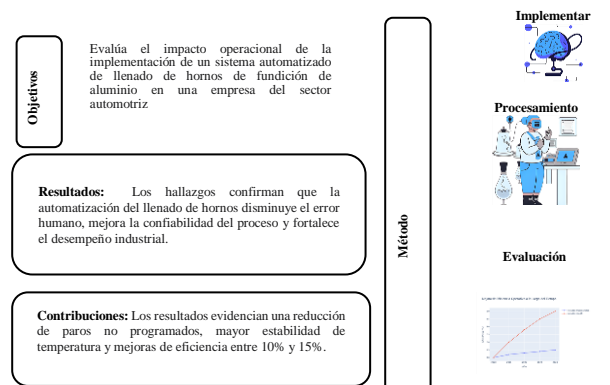 Objetivos
Evalúa el impacto operacional de la
implementación de un sistema automatizado
de llenado de hornos de fundición de
aluminio en una empresa del sector
automotriz
Resultados: Los hallazgos confirman que la
automatización del llenado de hornos disminuye el error
humano, mejora la confiabilidad del proceso y fortalece
el desempeño industrial.
Contribuciones: Los resultados evidencian una reducción
de paros no programados, mayor estabilidad de
temperatura y mejoras de eficiencia entre 10% y 15%.
Método
Implementar
Procesamiento
Evaluación